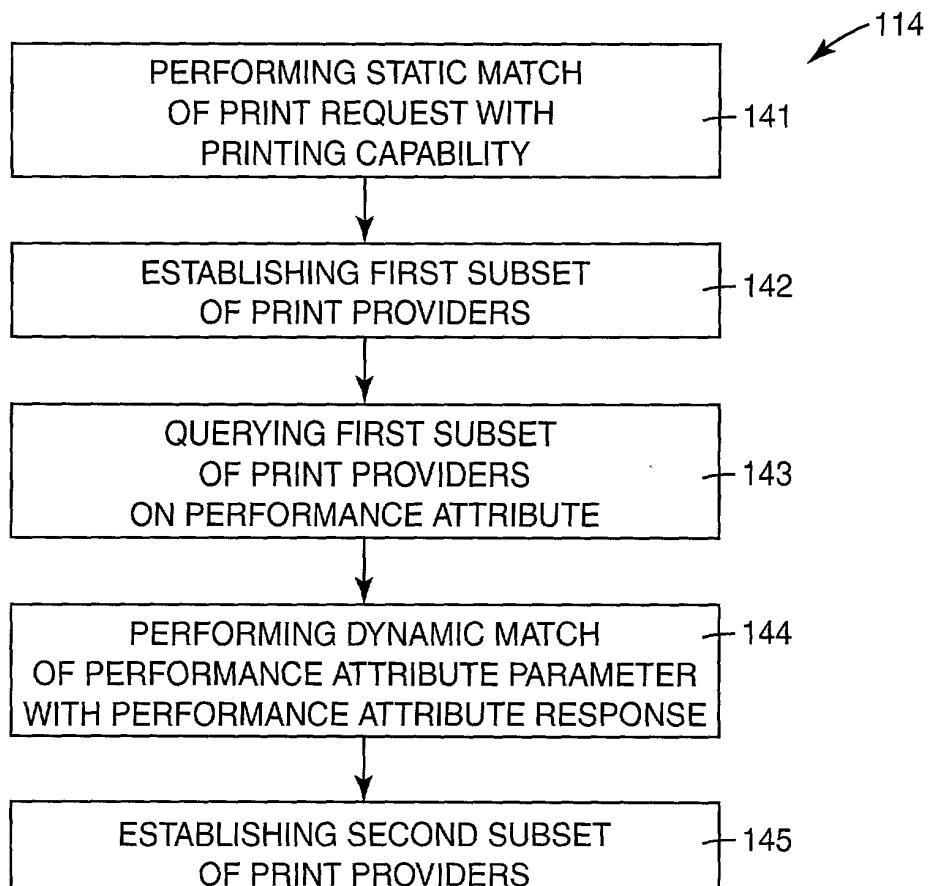 114
PERFORMING STATIC MATCH
OF PRINT REQUEST WITH
PRINTING CAPABILITY
141
ESTABLISHING FIRST SUBSET
OF PRINT PROVIDERS
142
QUERYING FIRST SUBSET
OF PRINT PROVIDERS
ON PERFORMANCE ATTRIBUTE
143
PERFORMING DYNAMIC MATCH
OF PERFORMANCE ATTRIBUTE PARAMETER
WITH PERFORMANCE ATTRIBUTE RESPONSE
144
ESTABLISHING SECOND SUBSET
OF PRINT PROVIDERS
145